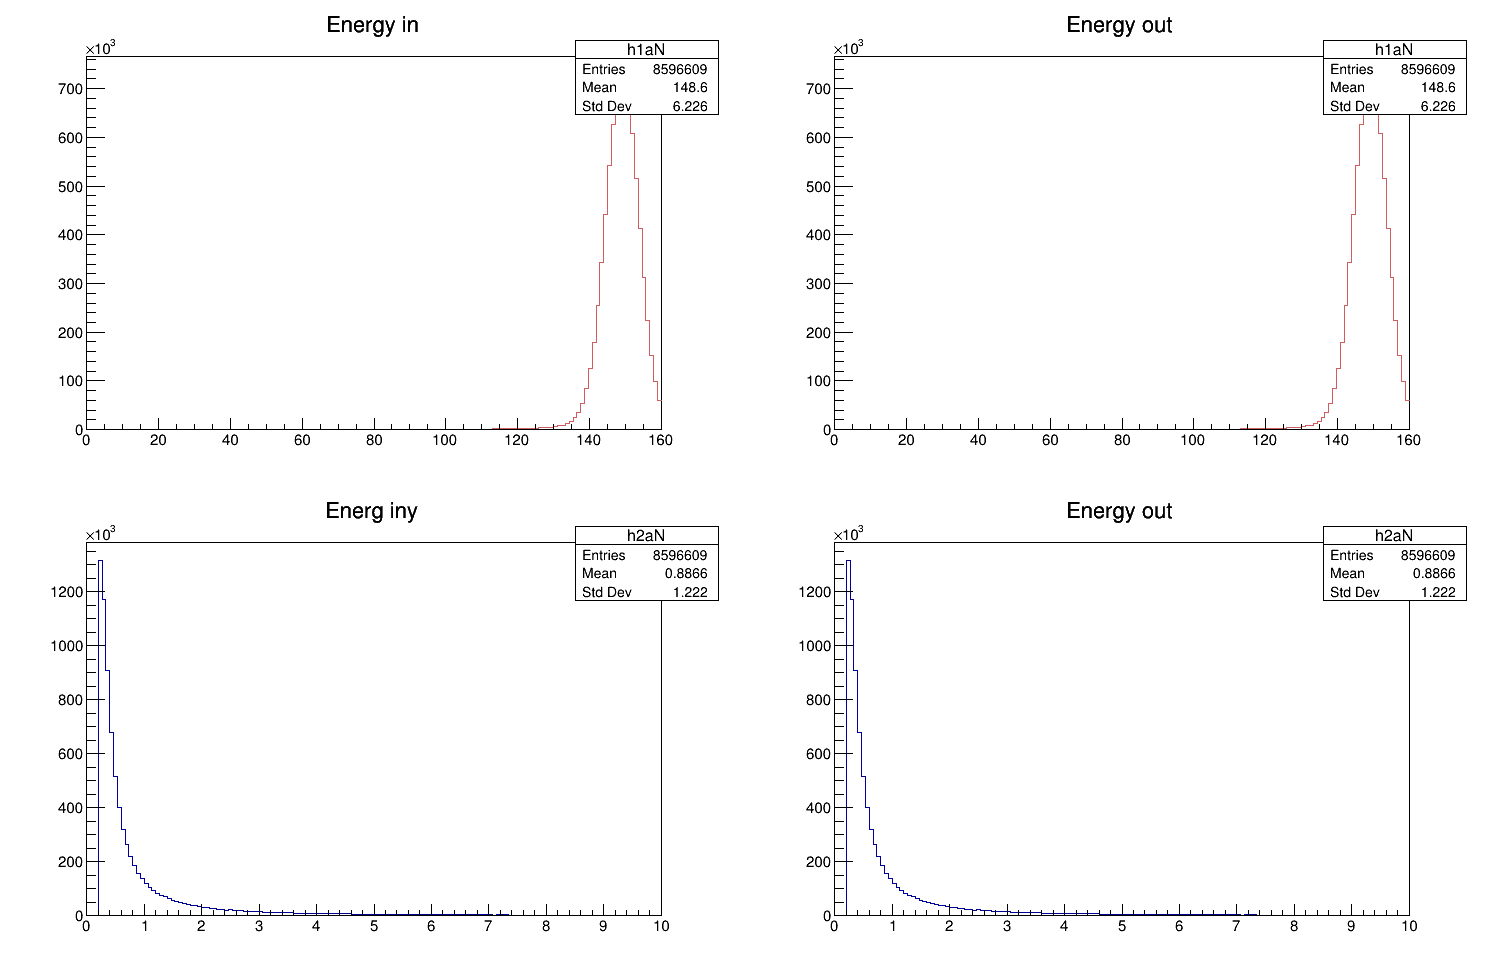 Energy in
×10³
h1aN
Entries 8596609
Mean 148.6
Std Dev 6.226
700
600
500
400
300
200
100
0
0 20 40 60 80 100 120 140 160
Energy out
×10³
h1aN
Entries 8596609
Mean 148.6
Std Dev 6.226
700
600
500
400
300
200
100
0
0 20 40 60 80 100 120 140 160
Energ iny
×10³
h2aN
Entries 8596609
Mean 0.8866
Std Dev 1.222
1200
1000
800
600
400
200
0
0 1 2 3 4 5 6 7 8 9 10
Energy out
×10³
h2aN
Entries 8596609
Mean 0.8866
Std Dev 1.222
1200
1000
800
600
400
200
0
0 1 2 3 4 5 6 7 8 9 10